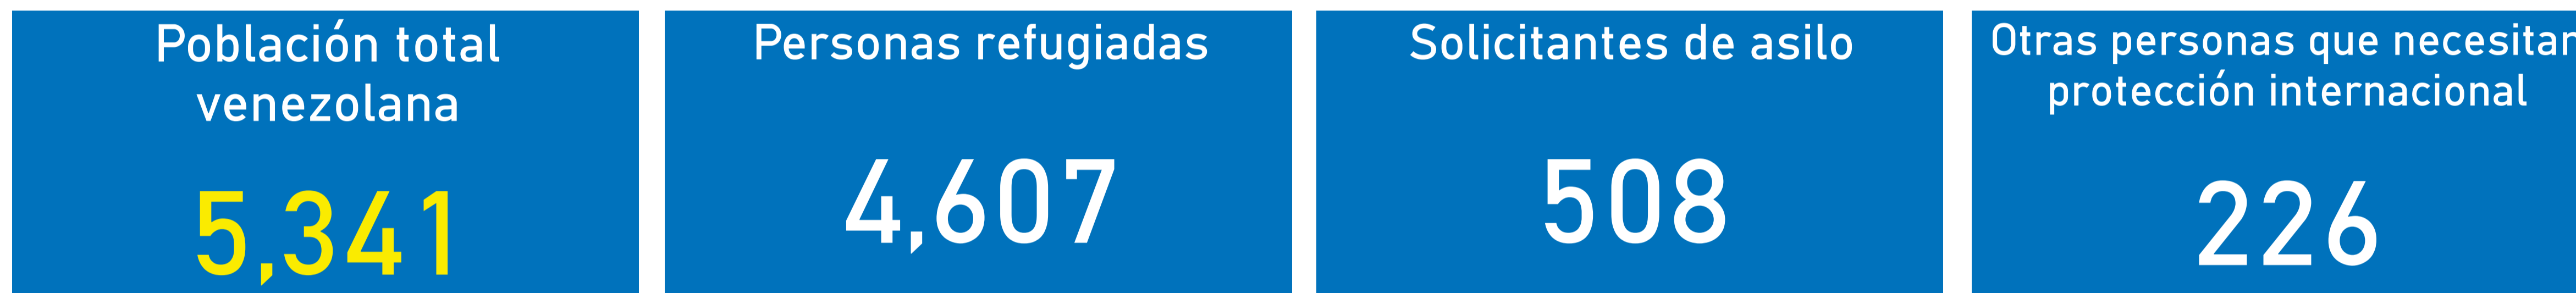 Población total
venezolana
5,341
Personas refugiadas
4,607
Solicitantes de asilo
508
Otras personas que necesitan
protección internacional
226